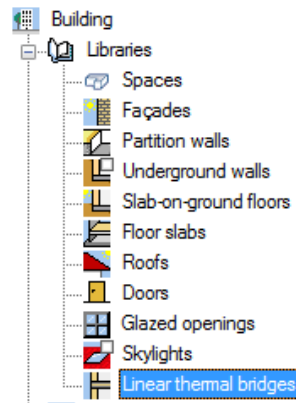 Building
Libraries
Spaces
Façades
Partition walls
Underground walls
Slab-on-ground floors
Floor slabs
Roofs
Doors
Glazed openings
Skylights
Linear thermal bridges